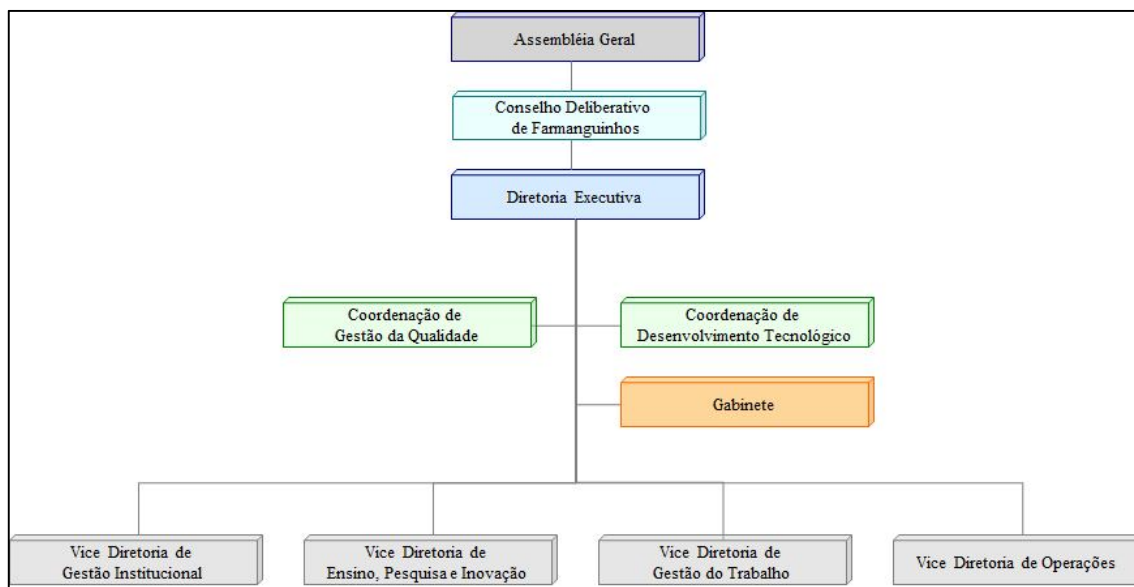 Assembléia Geral
Conselho Deliberativo
de Farmanguinhos
Diretoria Executiva
Coordenação de
Gestão da Qualidade
Coordenação de
Desenvolvimento Tecnológico
Gabinete
Vice Diretoria de
Gestão Institucional
Vice Diretoria de
Ensino, Pesquisa e Inovação
Vice Diretoria de
Gestão do Trabalho
Vice Diretoria de Operações